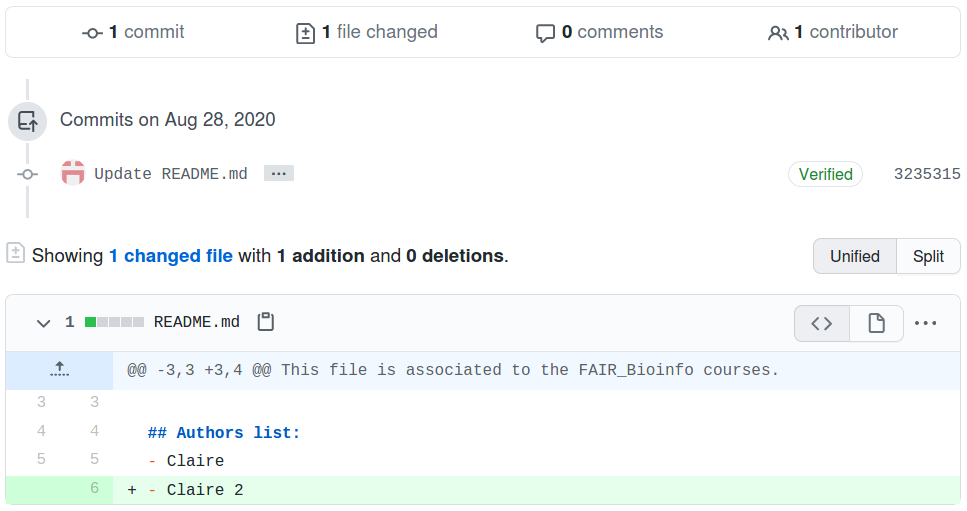 1 commit 1 file changed 0 comments 1 contributor
Commits on Aug 28, 2020
Update README.md ... Verified 3235315
Showing 1 changed file with 1 addition and 0 deletions. Unified Split
1 README.md
@@ -3,3 +3,4 @@ This file is associated to the FAIR_Bioinfo courses.
3 3
4 4 ## Authors list:
5 5 - Claire
6 + - Claire 2